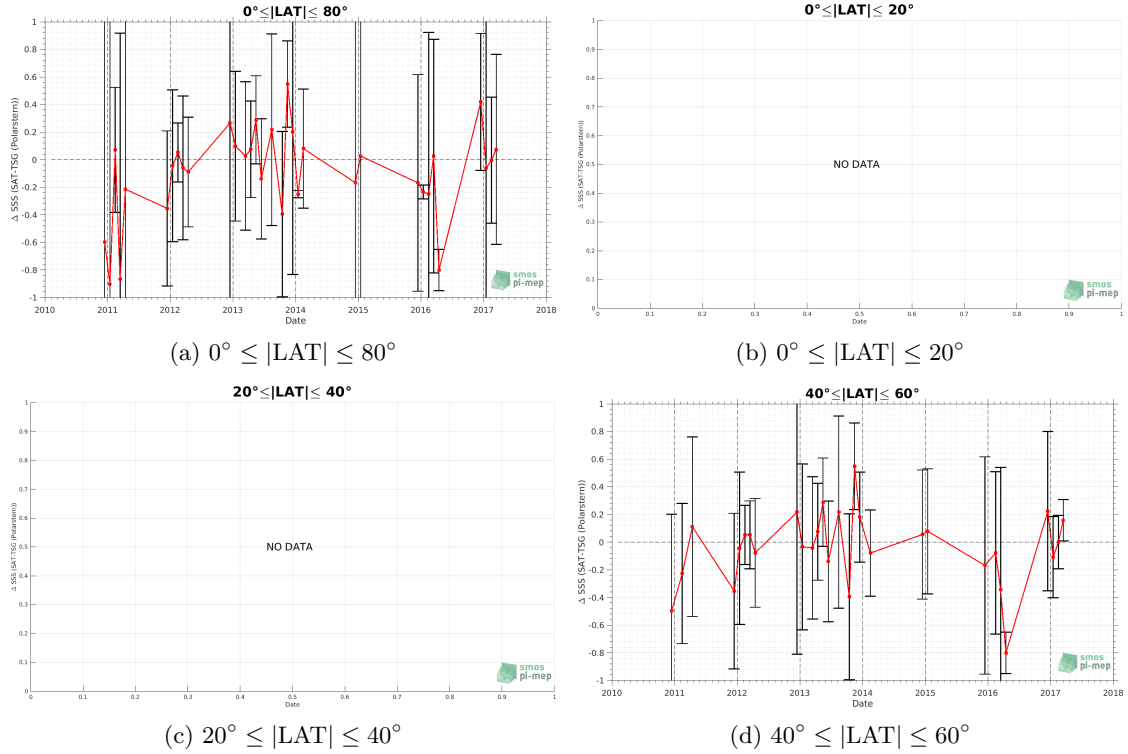 0°≤|LAT|≤ 80°
Δ SSS (SAT-TSG (Polarstern))
1
0.8
0.6
0.4
0.2
0
-0.2
-0.4
-0.6
-0.8
-1
2010 2011 2012 2013 2014 2015 2016 2017 2018
Date
smos
pi-mep
(a) 0° ≤ |LAT| ≤ 80°
0°≤|LAT|≤ 20°
Δ SSS (SAT-TSG (Polarstern))
1
0.9
0.8
0.7
0.6
0.5
0.4
0.3
0.2
0.1
0
NO DATA
0 0.1 0.2 0.3 0.4 0.5 0.6 0.7 0.8 0.9 1
Date
smos
pi-mep
(b) 0° ≤ |LAT| ≤ 20°
20°≤|LAT|≤ 40°
Δ SSS (SAT-TSG (Polarstern))
1
0.9
0.8
0.7
0.6
0.5
0.4
0.3
0.2
0.1
0
NO DATA
0 0.1 0.2 0.3 0.4 0.5 0.6 0.7 0.8 0.9 1
Date
smos
pi-mep
(c) 20° ≤ |LAT| ≤ 40°
40°≤|LAT|≤ 60°
Δ SSS (SAT-TSG (Polarstern))
1
0.8
0.6
0.4
0.2
0
-0.2
-0.4
-0.6
-0.8
-1
2010 2011 2012 2013 2014 2015 2016 2017 2018
Date
smos
pi-mep
(d) 40° ≤ |LAT| ≤ 60°